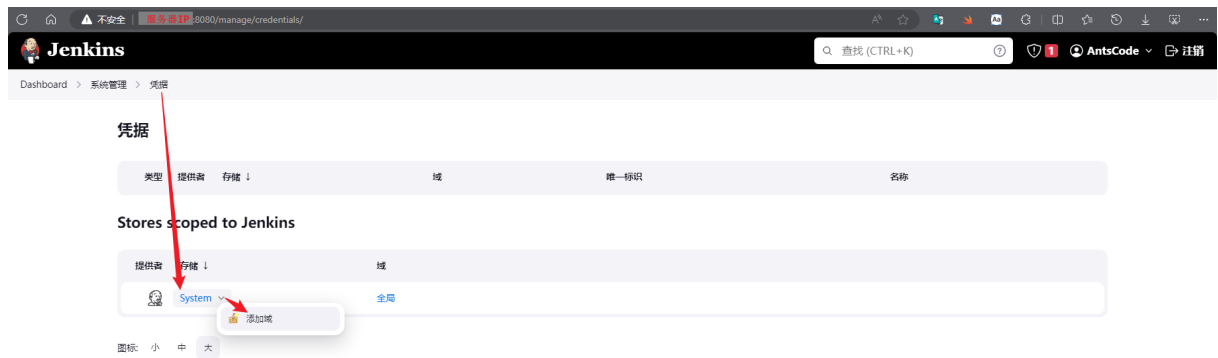 不安全 | 服务器IP:8080/manage/credentials/
Jenkins
查找 (CTRL+K)
1
AntsCode
注销
Dashboard > 系统管理 > 凭据
凭据
类型 提供者 存储 ↓ 域 唯一标识 名称
Stores scoped to Jenkins
提供者 存储 ↓ 域
System 全局
添加域
图标: 小 中 大